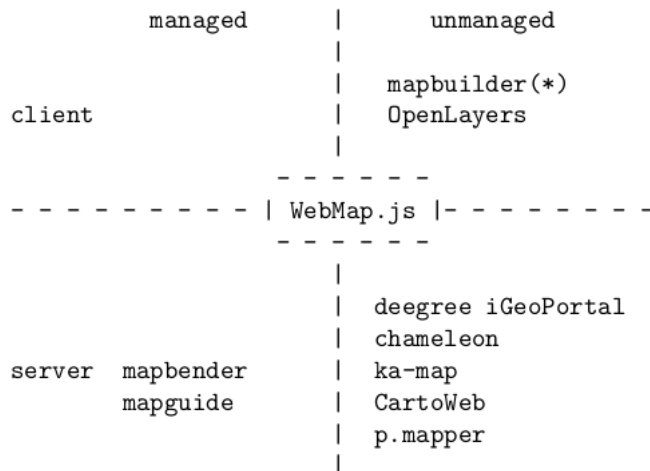 managed | unmanaged
|
| mapbuilder(*)
client | OpenLayers
|
- - - - - -
- - - - - - - - - - | WebMap.js |- - - - - - - - -
- - - - - -
|
| deegree iGeoPortal
| chameleon
server mapbender | ka-map
mapguide | CartoWeb
| p.mapper
|